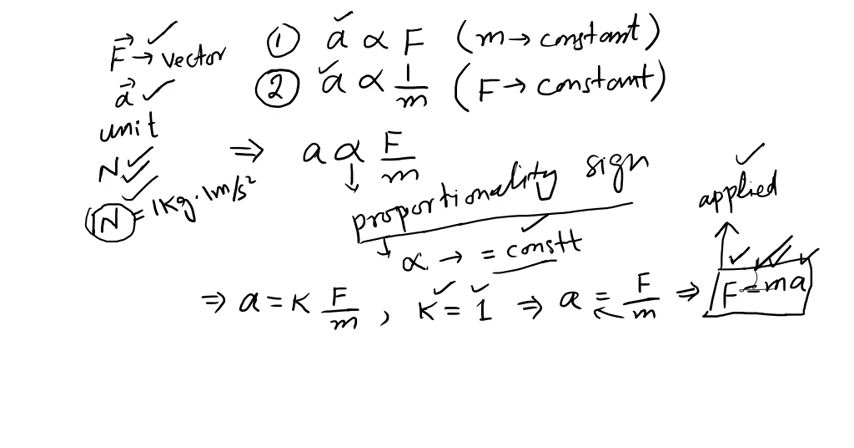 F⃗ → vector
a⃗
unit
N
N = 1Kg.1m/s²
① a ∝ F (m → constant)
② a ∝ 1/m (F → constant)
⇒ a ∝ F/m
↓
proportionality sign
↓
∝ → = constt
applied
↑
⇒ a = K F/m , K = 1 ⇒ a = F/m ⇒ F = ma